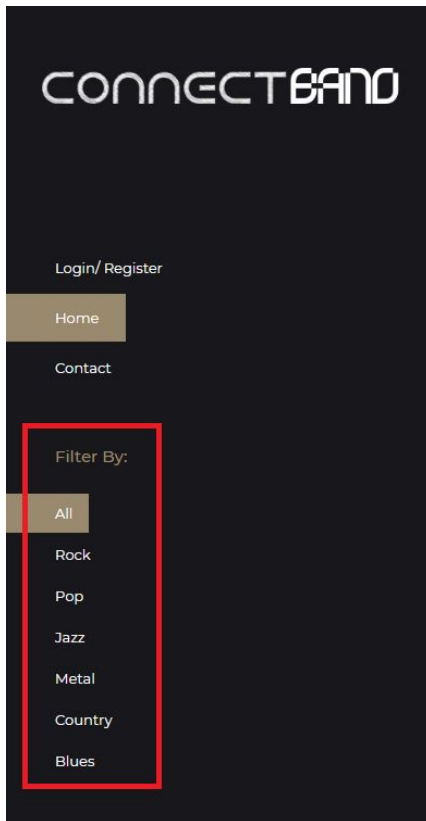 CONNECTBAND
Login/ Register
Home
Contact
Filter By:
All
Rock
Pop
Jazz
Metal
Country
Blues